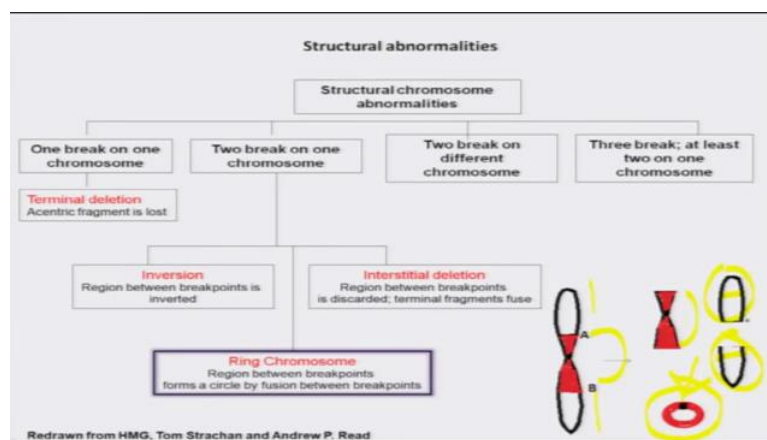 Structural abnormalities
Structural chromosome
abnormalities
One break on one
chromosome
Two break on one
chromosome
Two break on
different
chromosome
Three break; at least
two on one
chromosome
Terminal deletion
Acentric fragment is lost
Inversion
Region between breakpoints is
inverted
Interstitial deletion
Region between breakpoints
is discarded; terminal fragments fuse
Ring Chromosome
Region between breakpoints
forms a circle by fusion between breakpoints
A
B
Redrawn from HMG, Tom Strachan and Andrew P. Read